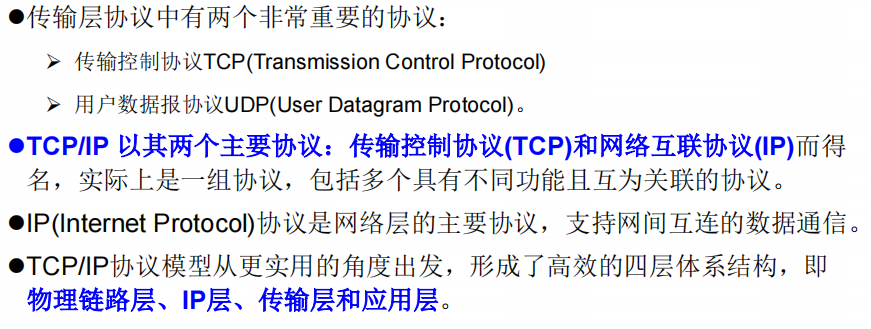 ●传输层协议中有两个非常重要的协议：
➢ 传输控制协议TCP(Transmission Control Protocol)
➢ 用户数据报协议UDP(User Datagram Protocol)。
●TCP/IP 以其两个主要协议：传输控制协议(TCP)和网络互联协议(IP)而得
名，实际上是一组协议，包括多个具有不同功能且互为关联的协议。
●IP(Internet Protocol)协议是网络层的主要协议，支持网间互连的数据通信。
●TCP/IP协议模型从更实用的角度出发，形成了高效的四层体系结构，即
物理链路层、IP层、传输层和应用层。